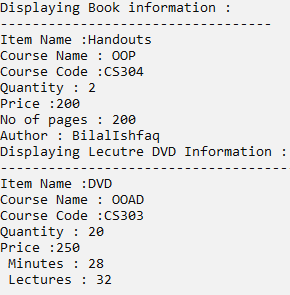 Displaying Book information :
----------------------------------
Item Name :Handouts
Course Name : OOP
Course Code :CS304
Quantity : 2
Price :200
No of pages : 200
Author : BilalIshfaq
Displaying Lecutre DVD Information :
------------------------------------
Item Name :DVD
Course Name : OOAD
Course Code :CS303
Quantity : 20
Price :250
 Minutes : 28
 Lectures : 32